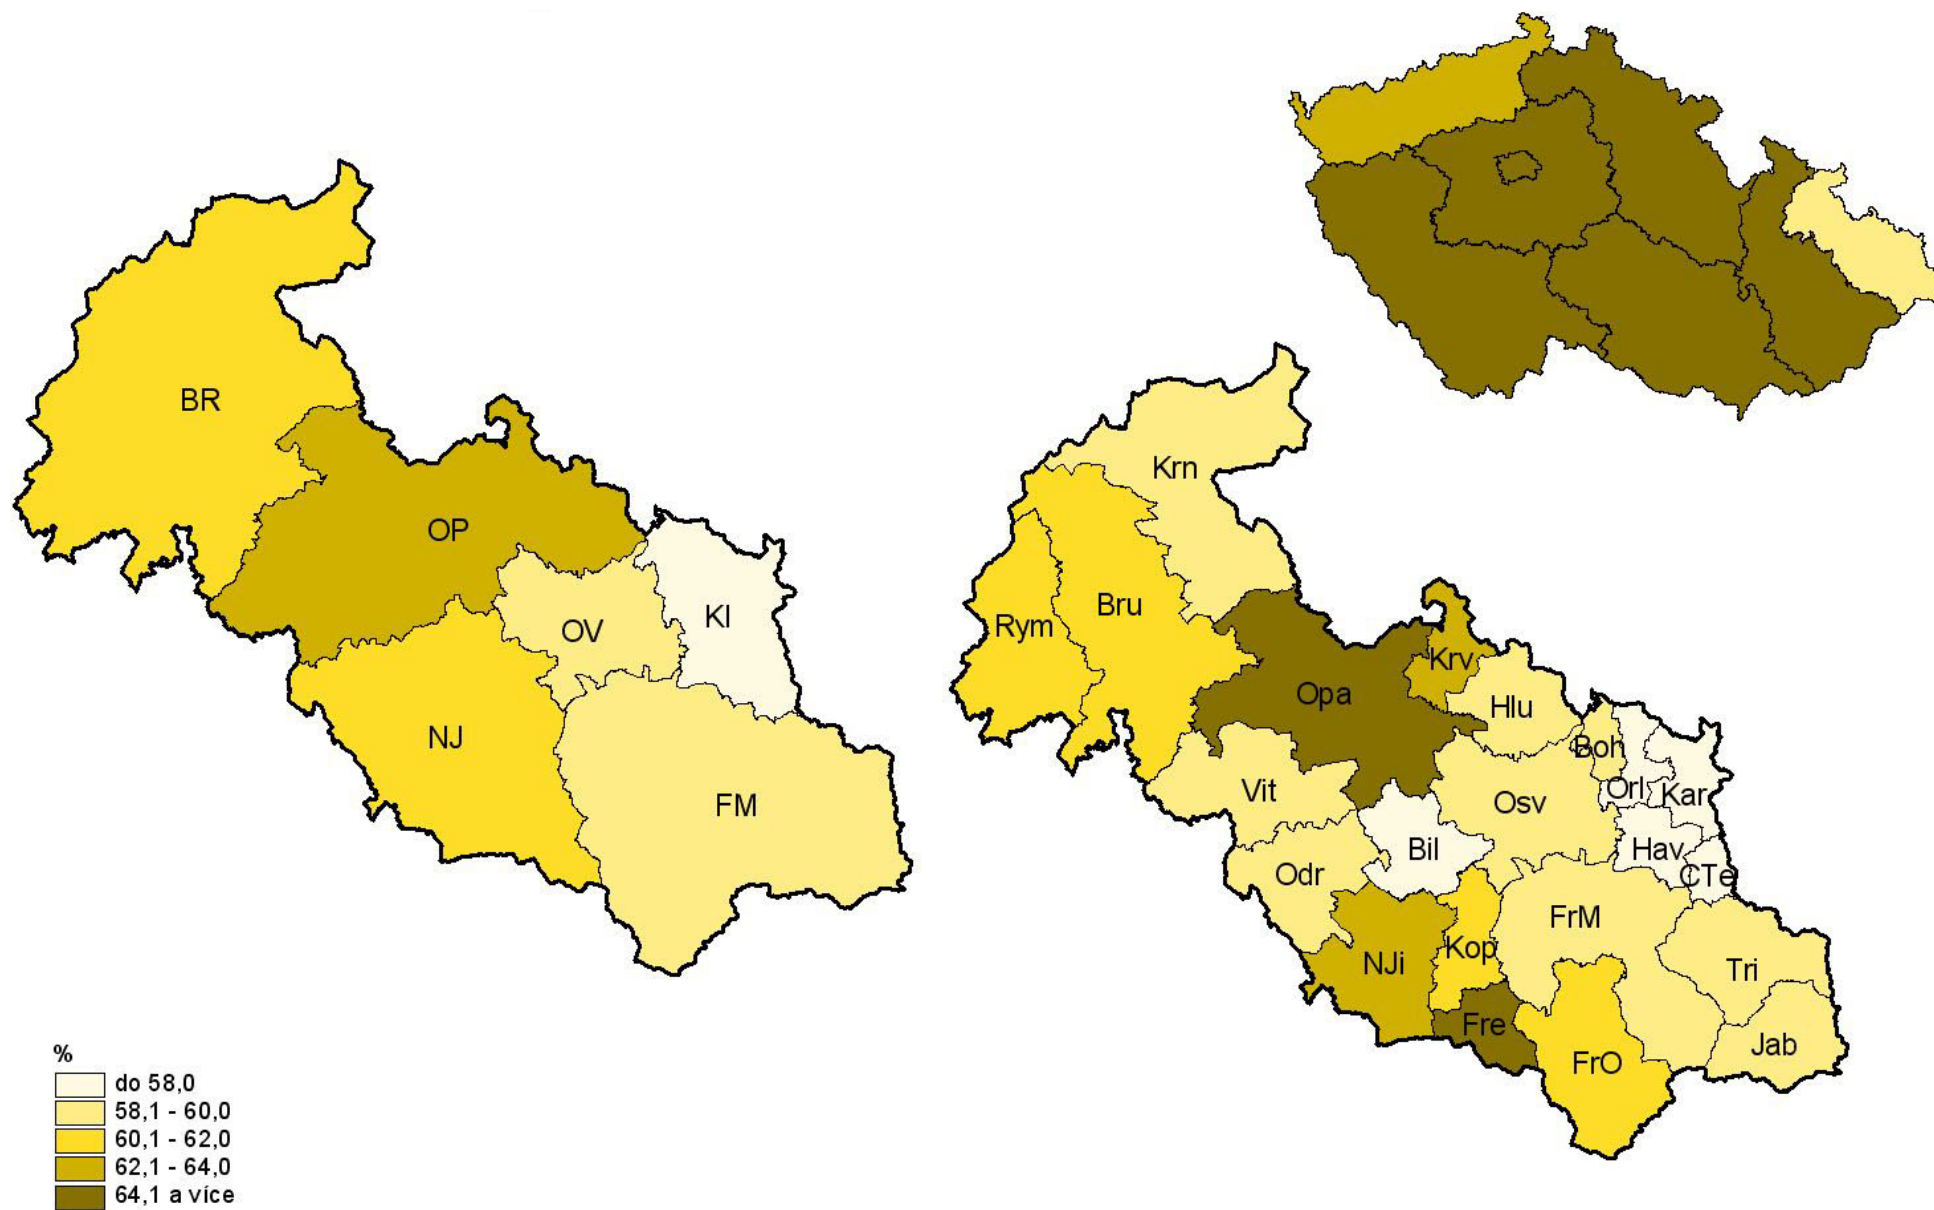 BR
OP
OV
KI
NJ
FM
Krn
Rym
Bru
Krv
Opa
Hlu
Boh
Orl
Kar
Vit
Osv
Bil
Hav
CTe
Odr
FrM
NJi
Kop
Tri
Fre
FrO
Jab
%
do 58,0
58,1 - 60,0
60,1 - 62,0
62,1 - 64,0
64,1 a více